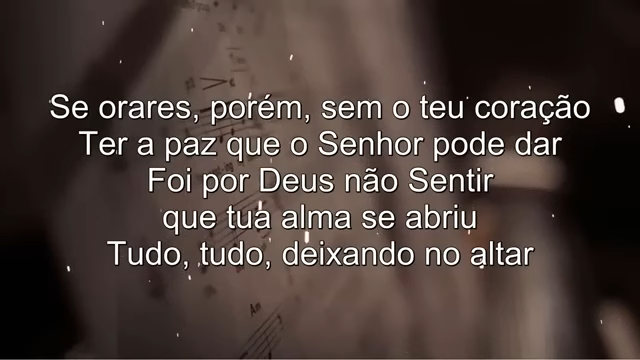 Se orares, porém, sem o teu coração
Ter a paz que o Senhor pode dar
Foi por Deus não Sentir
que tua alma se abriu
Tudo, tudo, deixando no altar
Am